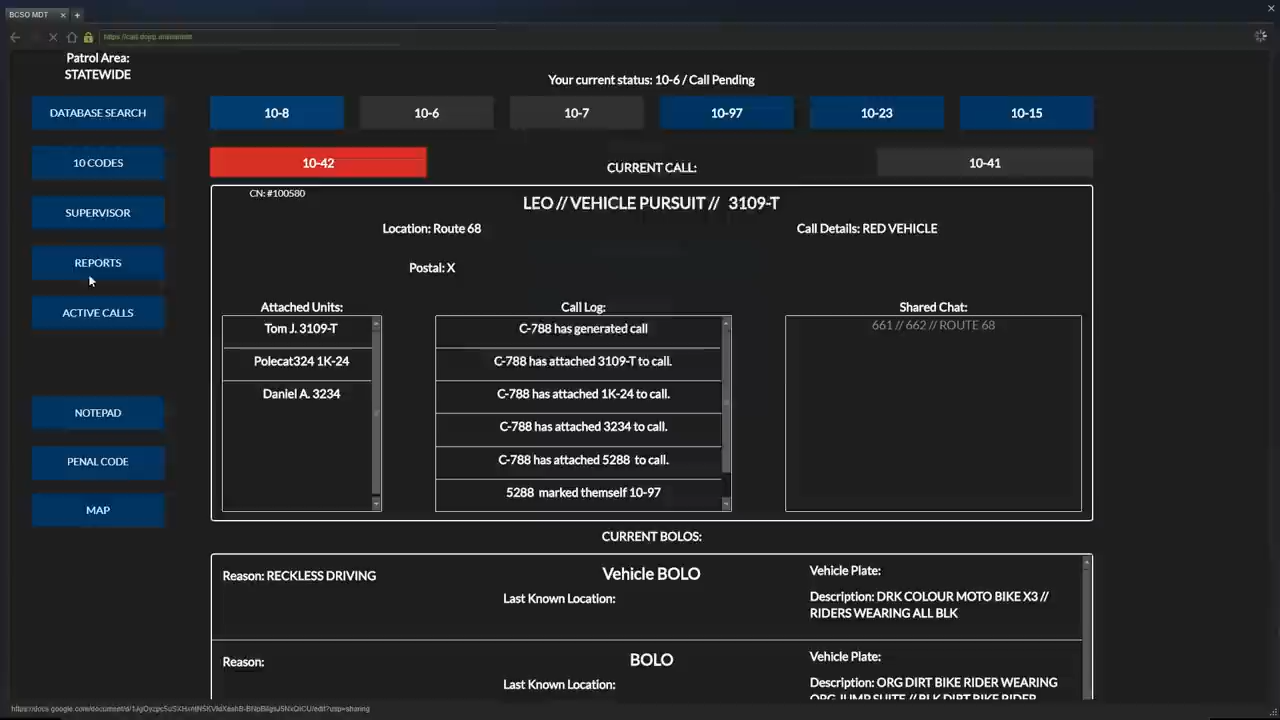 BCSO MDT
Patrol Area:
STATEWIDE
DATABASE SEARCH
10 CODES
SUPERVISOR
REPORTS
ACTIVE CALLS
NOTEPAD
PENAL CODE
MAP
Your current status: 10-6 / Call Pending
10-8
10-6
10-7
10-97
10-23
10-15
10-42
CURRENT CALL:
10-41
CN: #100580
LEO // VEHICLE PURSUIT // 3109-T
Location: Route 68
Call Details: RED VEHICLE
Postal: X
Attached Units:
Tom J. 3109-T
Polecat324 1K-24
Daniel A. 3234
Call Log:
C-788 has generated call
C-788 has attached 3109-T to call.
C-788 has attached 1K-24 to call.
C-788 has attached 3234 to call.
C-788 has attached 5288 to call.
5288 marked themself 10-97
Shared Chat:
661 // 662 // ROUTE 68
CURRENT BOLOS:
Reason: RECKLESS DRIVING
Vehicle BOLO
Last Known Location:
Vehicle Plate:
Description: DRK COLOUR MOTO BIKE X3 //
RIDERS WEARING ALL BLK
Reason:
BOLO
Last Known Location:
Vehicle Plate:
Description: ORG DIRT BIKE RIDER WEARING
ORG JUMP SUITE // BLK DIRT BIKE RIDER